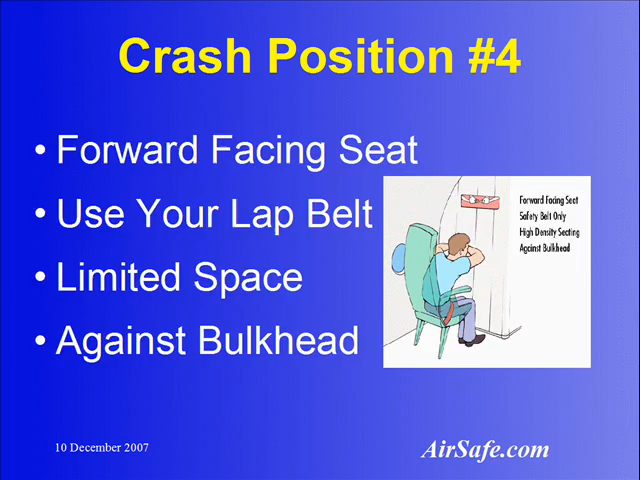 Crash Position #4
• Forward Facing Seat
• Use Your Lap Belt
• Limited Space
• Against Bulkhead
Forward Facing Seat
Safety Belt Only
High Density Seating
Against Bulkhead
10 December 2007
AirSafe.com